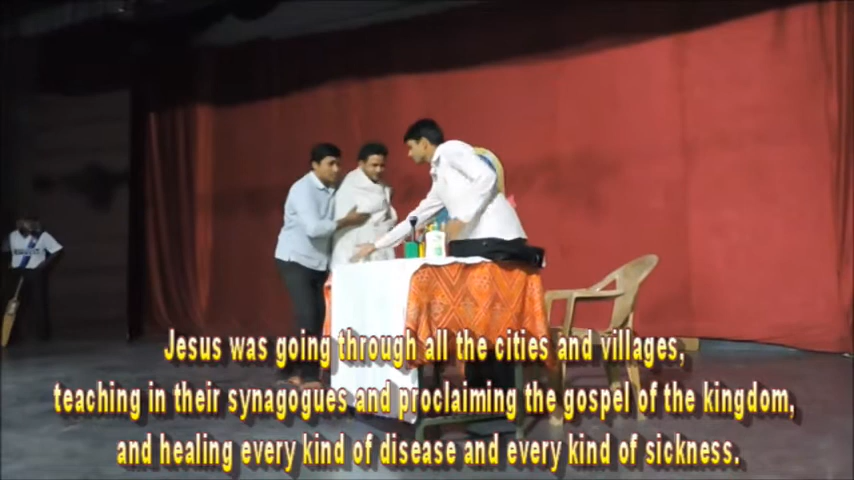 Jesus was going through all the cities and villages,
teaching in their synagogues and proclaiming the gospel of the kingdom,
and healing every kind of disease and every kind of sickness.